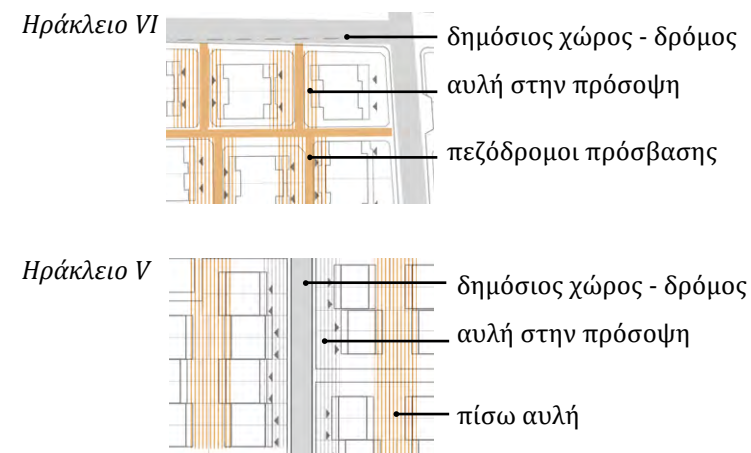 Ηράκλειο VI
δημόσιος χώρος - δρόμος
αυλή στην πρόσοψη
πεζόδρομοι πρόσβασης
Ηράκλειο V
δημόσιος χώρος - δρόμος
αυλή στην πρόσοψη
πίσω αυλή